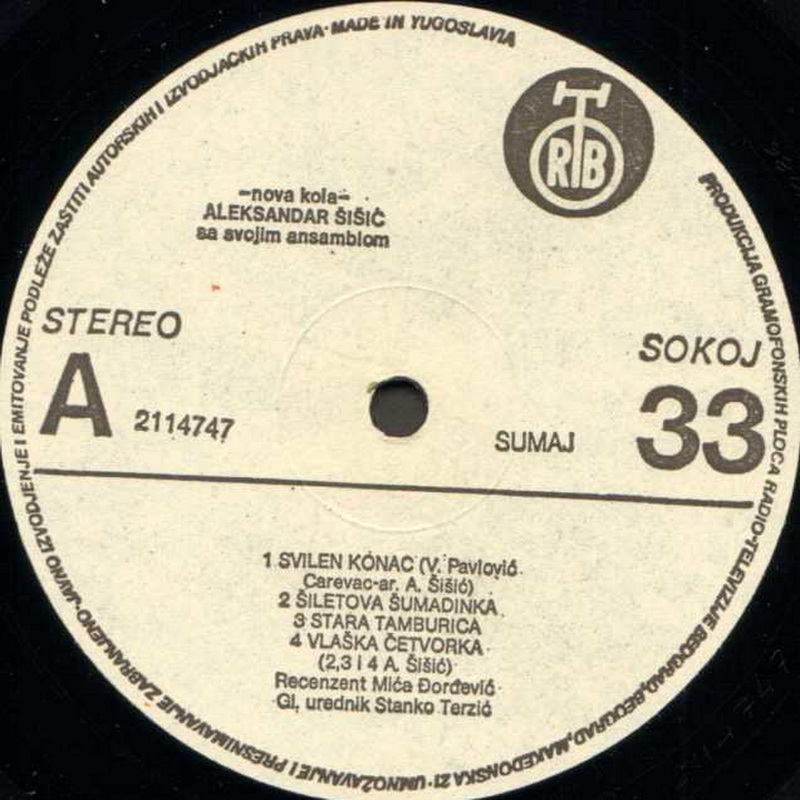 PRODUKCIJA GRAMOFONSKIH PLOČA RADIO-TELEVIZIJE BEOGRAD, BEOGRAD, MAKEDONSKA 21 · UMNOŽAVANJE I PRESNIMAVANJE ZABRANJENO · JAVNO IZVODJENJE I EMITOVANJE PODLEŽE ZAŠTITI AUTORSKIH I IZVODJAČKIH PRAVA · MADE IN YUGOSLAVIA
RTB
-nova kola-
ALEKSANDAR ŠIŠIĆ
sa svojim ansamblom
STEREO
SOKOJ
A
2114747
SUMAJ
33
1 SVILEN KONAC (V. Pavlović
Carevac-ar. A. Šišić)
2 ŠILETOVA ŠUMADINKA
3 STARA TAMBURICA
4 VLAŠKA ČETVORKA
(2,3 i 4 A. Šišić)
Recenzent Mića Đorđević
Gl, urednik Stanko Terzić